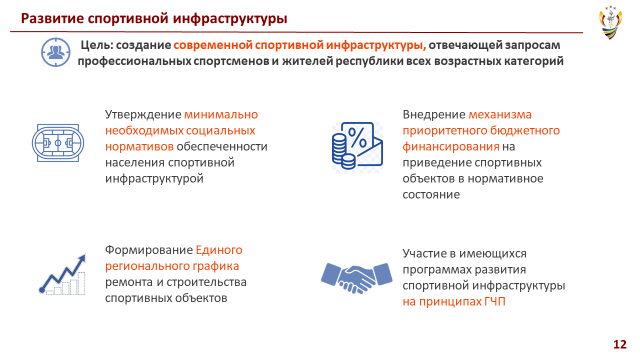 Развитие спортивной инфраструктуры
Цель: создание современной спортивной инфраструктуры, отвечающей запросам
профессиональных спортсменов и жителей республики всех возрастных категорий
Утверждение минимально
необходимых социальных
нормативов обеспеченности
населения спортивной
инфраструктурой
Внедрение механизма
приоритетного бюджетного
финансирования на
приведение спортивных
объектов в нормативное
состояние
Формирование Единого
регионального графика
ремонта и строительства
спортивных объектов
Участие в имеющихся
программах развития
спортивной инфраструктуры
на принципах ГЧП
12